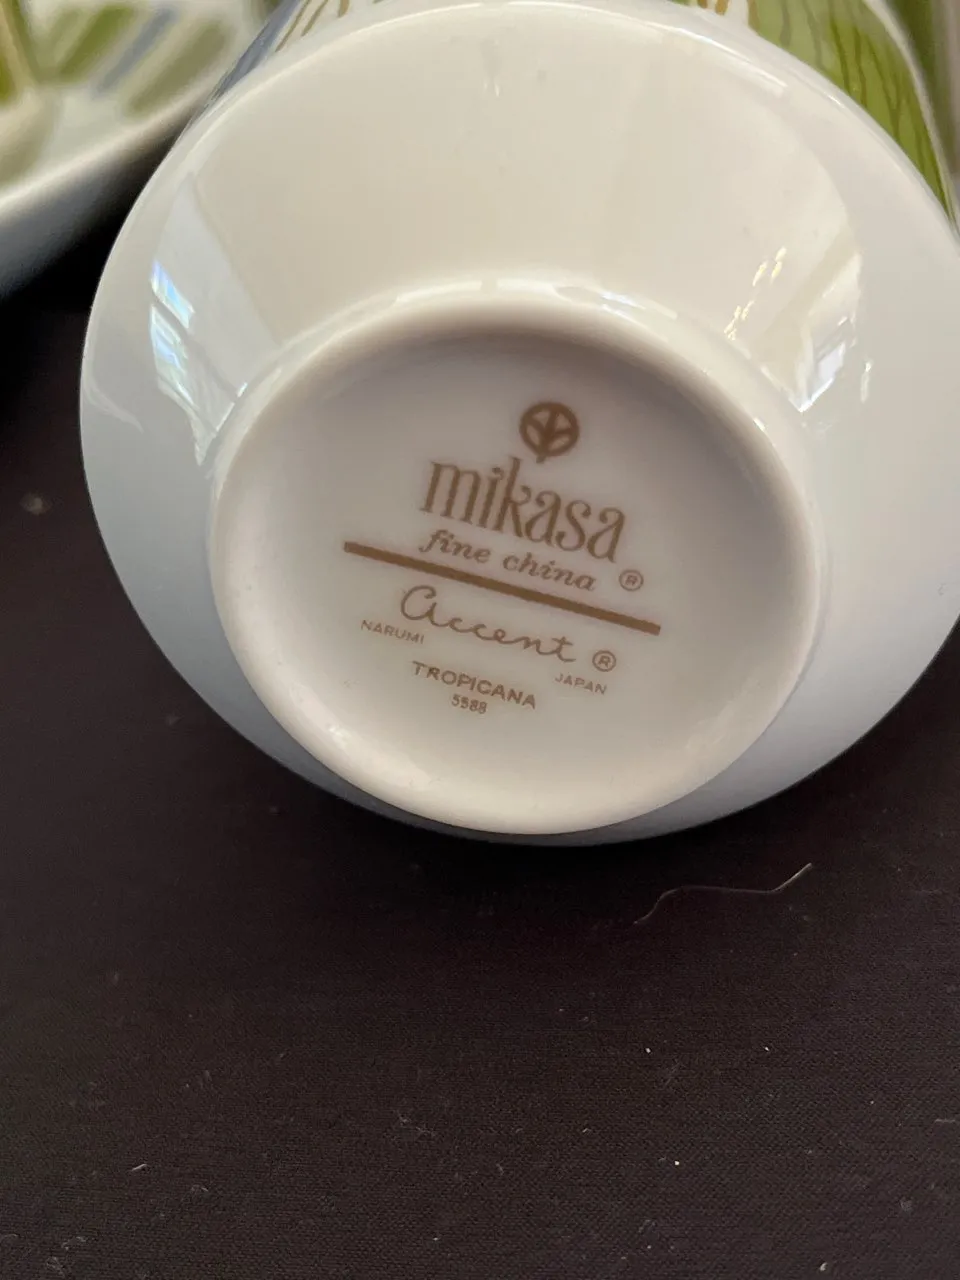 mikasa
fine china ®
Accent ®
NARUMI JAPAN
TROPICANA
5588